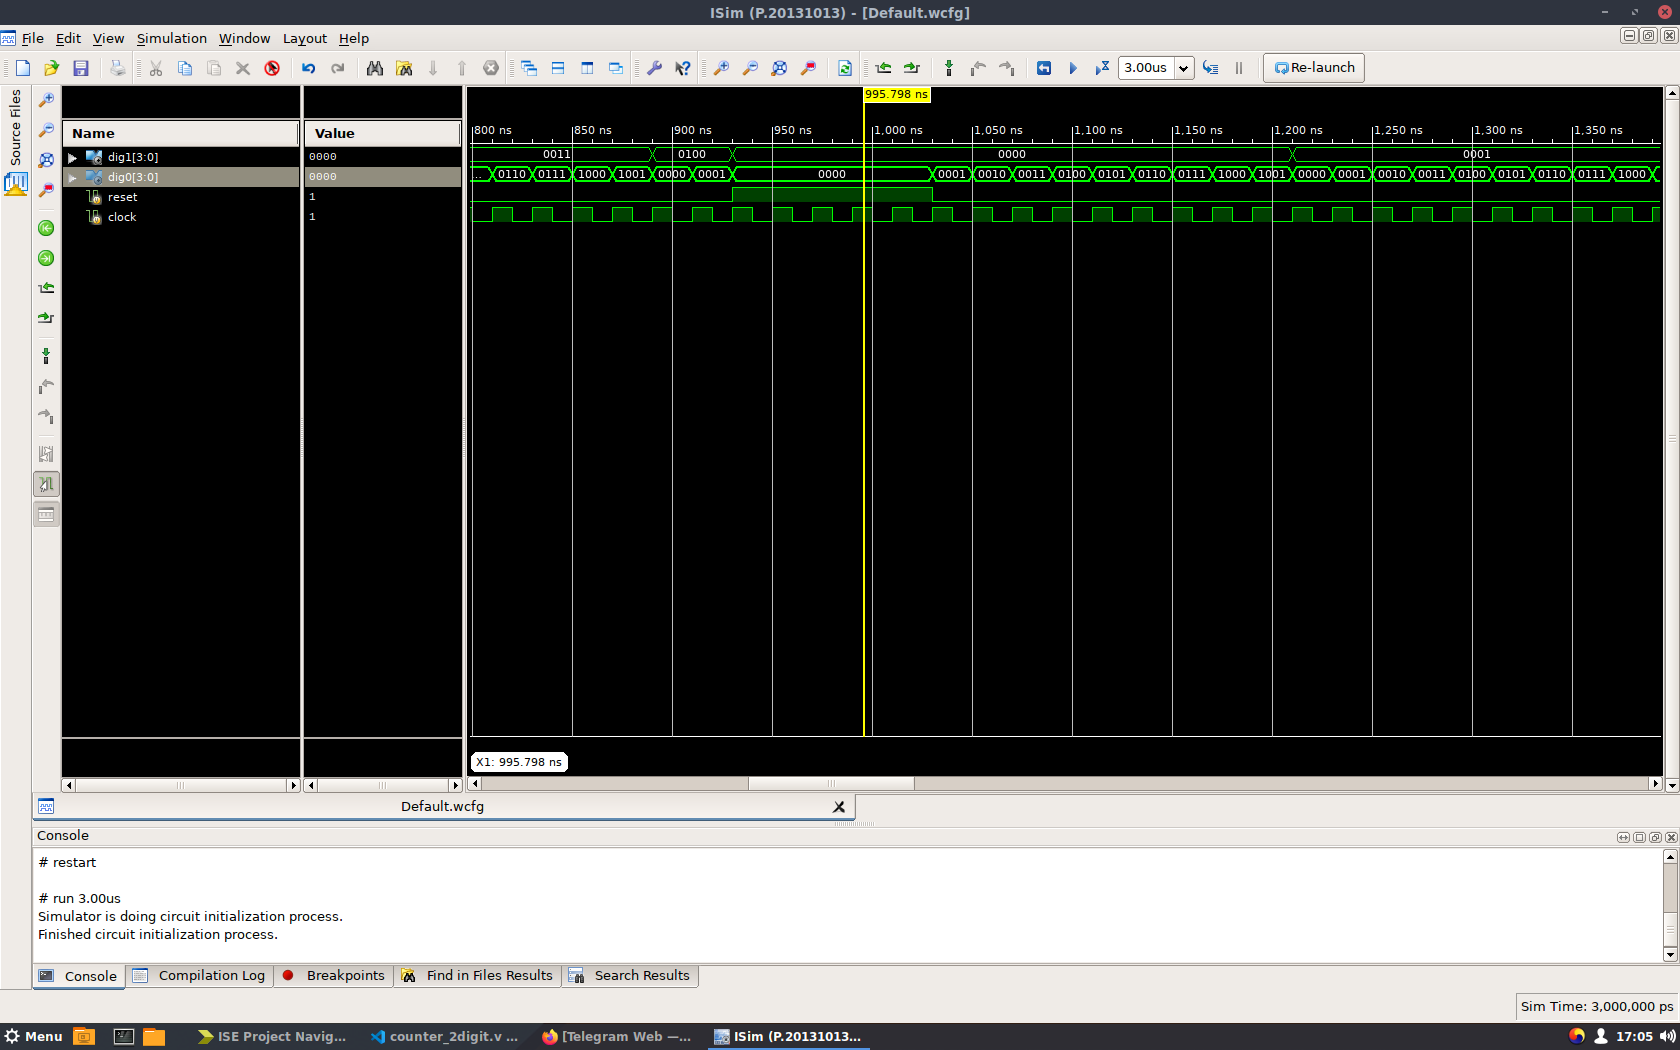 ISim (P.20131013) - [Default.wcfg]
File Edit View Simulation Window Layout Help
3.00us Re-launch
Source Files
995.798 ns
Name Value
800 ns 850 ns 900 ns 950 ns 1,000 ns 1,050 ns 1,100 ns 1,150 ns 1,200 ns 1,250 ns 1,300 ns 1,350 ns
dig1[3:0] 0000 0011 0100 0000 0001
dig0[3:0] 0000 ... 0110 0111 1000 1001 0000 0001 0000 0001 0010 0011 0100 0101 0110 0111 1000 1001 0000 0001 0010 0011 0100 0101 0110 0111 1000
reset 1
clock 1
X1: 995.798 ns
Default.wcfg
Console
# restart
# run 3.00us
Simulator is doing circuit initialization process.
Finished circuit initialization process.
Console Compilation Log Breakpoints Find in Files Results Search Results
Sim Time: 3,000,000 ps
Menu ISE Project Navig... counter_2digit.v ... [Telegram Web —... ISim (P.20131013... 17:05